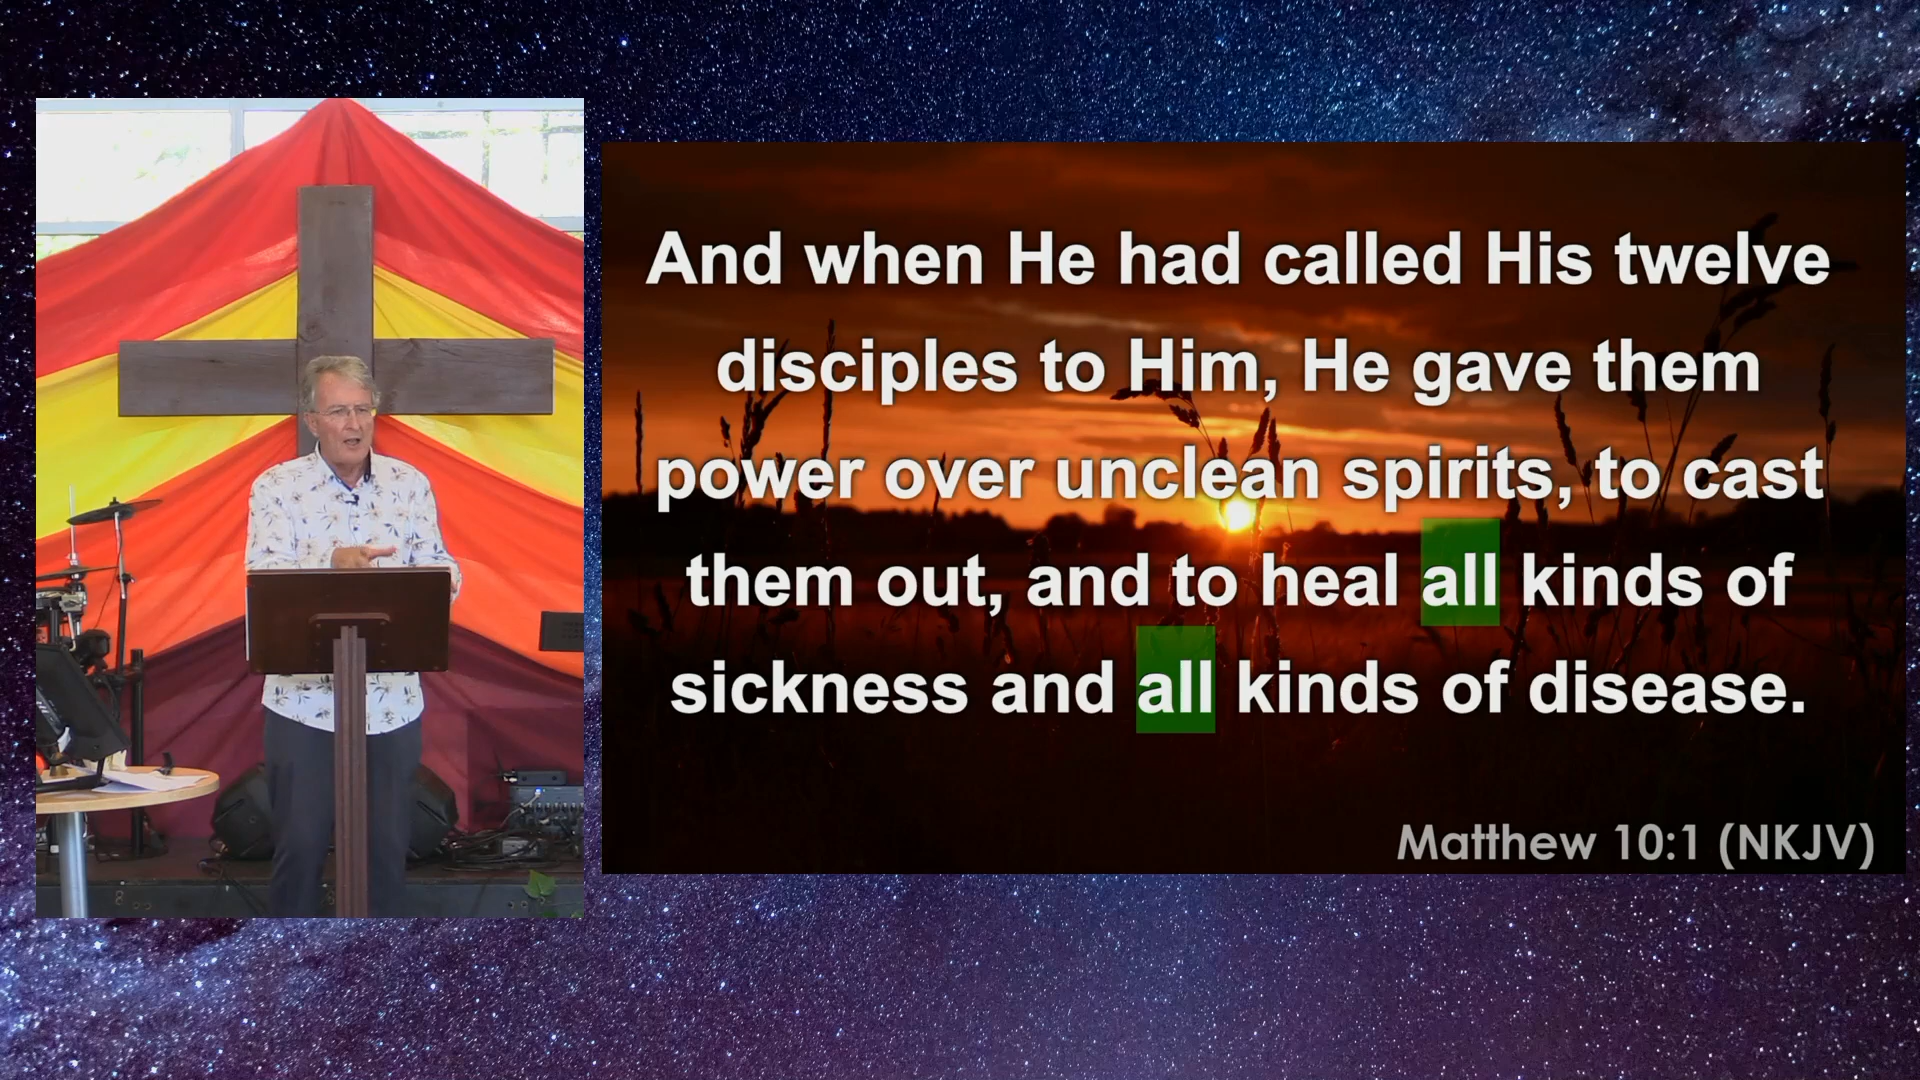 And when He had called His twelve
disciples to Him, He gave them
power over unclean spirits, to cast
them out, and to heal all kinds of
sickness and all kinds of disease.
Matthew 10:1 (NKJV)